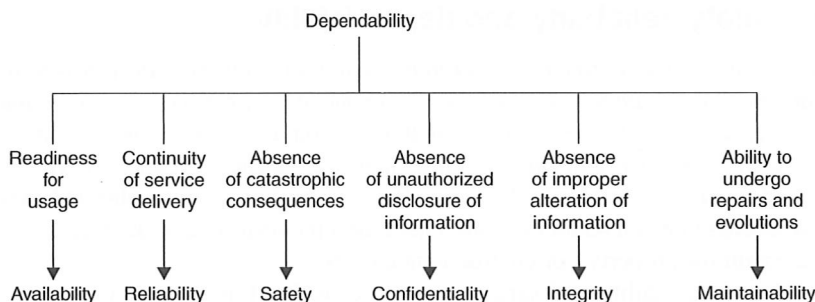 Dependability
Readiness
for
usage
Continuity
of service
delivery
Absence
of catastrophic
consequences
Absence
of unauthorized
disclosure of
information
Absence
of improper
alteration of
information
Ability to
undergo
repairs and
evolutions
Availability
Reliability
Safety
Confidentiality
Integrity
Maintainability